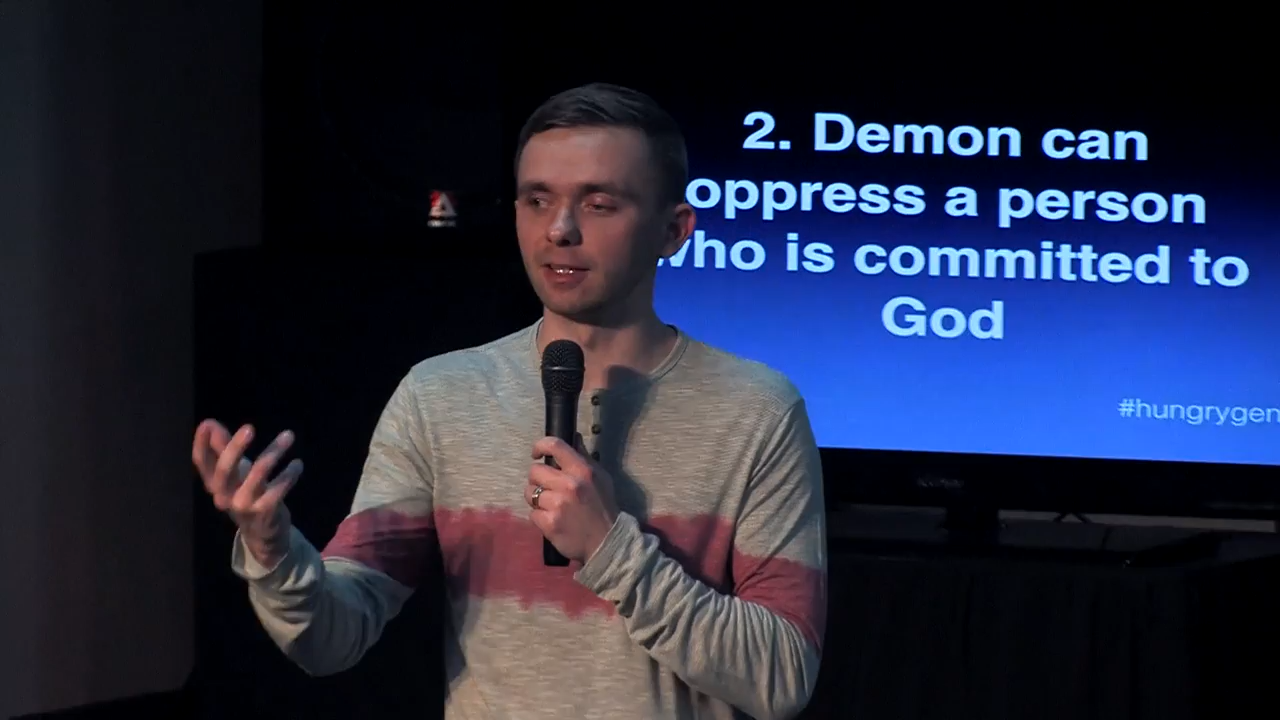 2. Demon can
oppress a person
who is committed to
God
#hungrygen